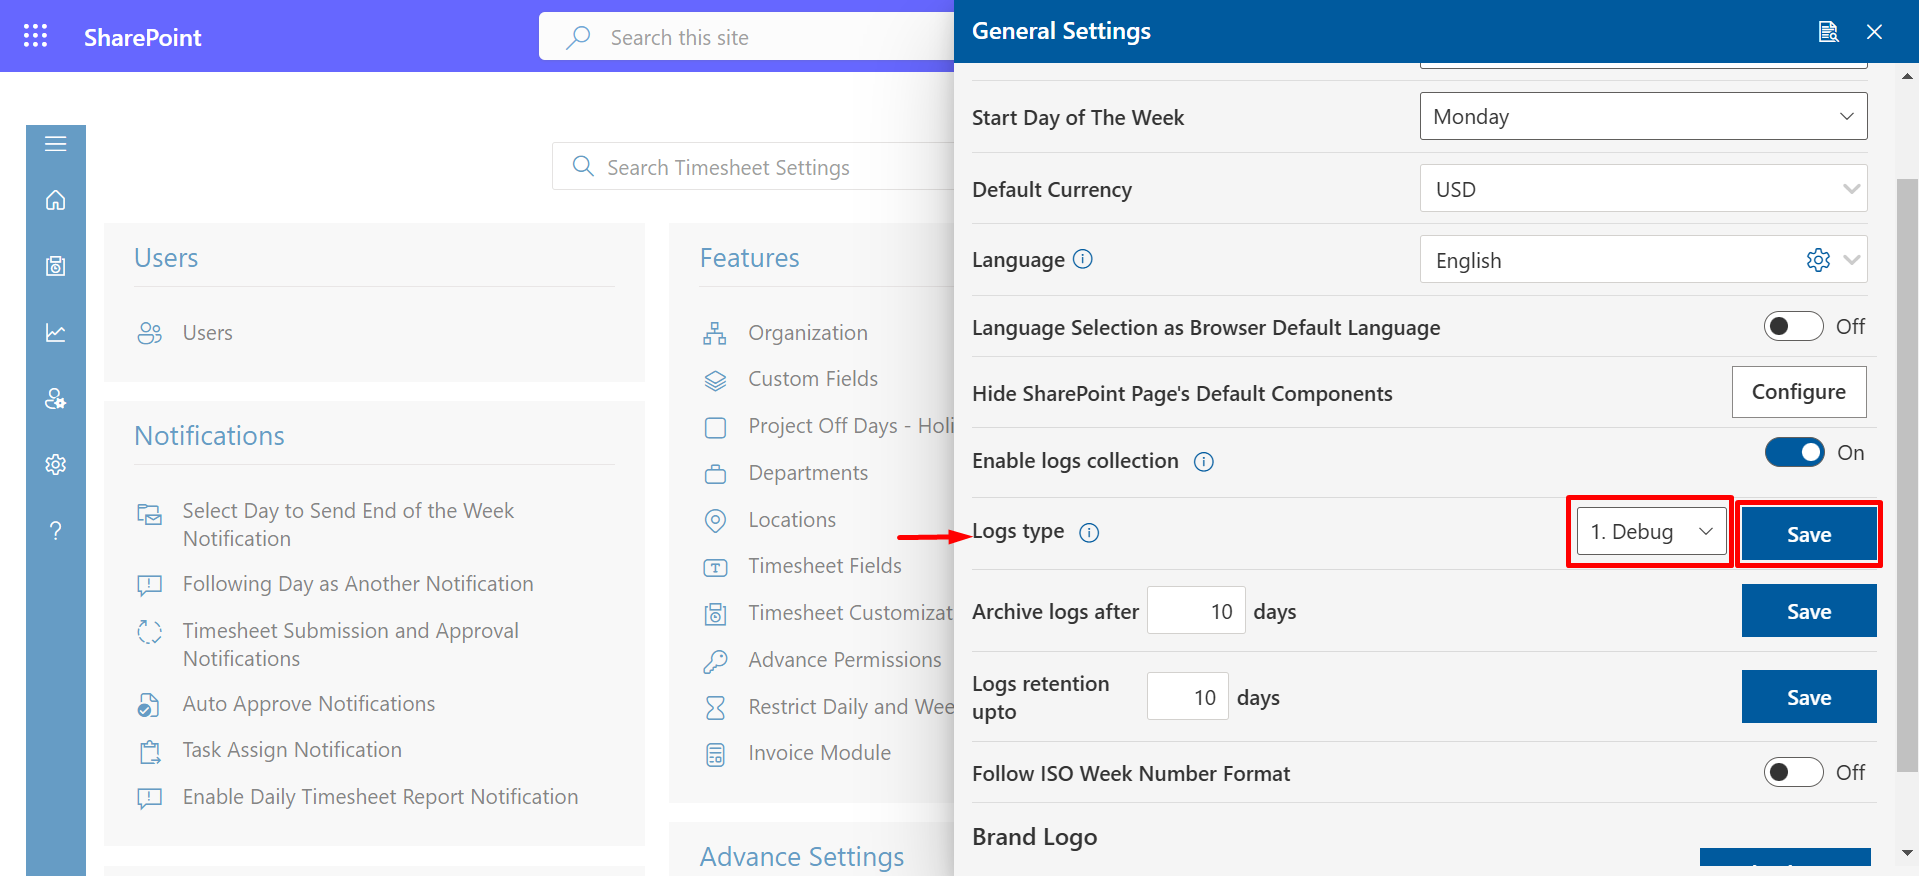 SharePoint
Search this site
Search Timesheet Settings
Users
Users
Notifications
Select Day to Send End of the Week
Notification
Following Day as Another Notification
Timesheet Submission and Approval
Notifications
Auto Approve Notifications
Task Assign Notification
Enable Daily Timesheet Report Notification
Features
Organization
Custom Fields
Project Off Days - Holi
Departments
Locations
Timesheet Fields
Timesheet Customizat
Advance Permissions
Restrict Daily and Wee
Invoice Module
Advance Settings
General Settings
Start Day of The Week
Monday
Default Currency
USD
Language
English
Language Selection as Browser Default Language
Off
Hide SharePoint Page's Default Components
Configure
Enable logs collection
On
Logs type
1. Debug
Save
Archive logs after 10 days
Save
Logs retention
upto
10 days
Save
Follow ISO Week Number Format
Off
Brand Logo